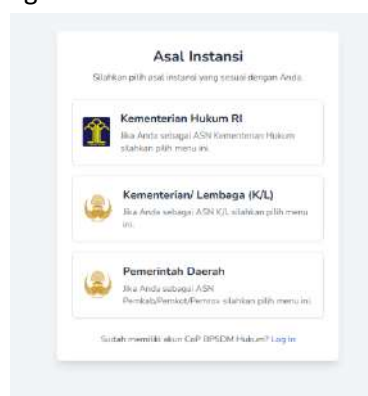 Asal Instansi
Silahkan pilih asal instansi yang sesuai dengan Anda.
Kementerian Hukum RI
Jika Anda sebagai ASN Kementerian Hukum
silahkan pilih menu ini.
Kementerian/ Lembaga (K/L)
Jika Anda sebagai ASN K/L silahkan pilih menu
ini.
Pemerintah Daerah
Jika Anda sebagai ASN
Pemkab/Pemkot/Pemrov silahkan pilih menu ini.
Sudah memiliki akun CoP BPSDM Hukum? Log in